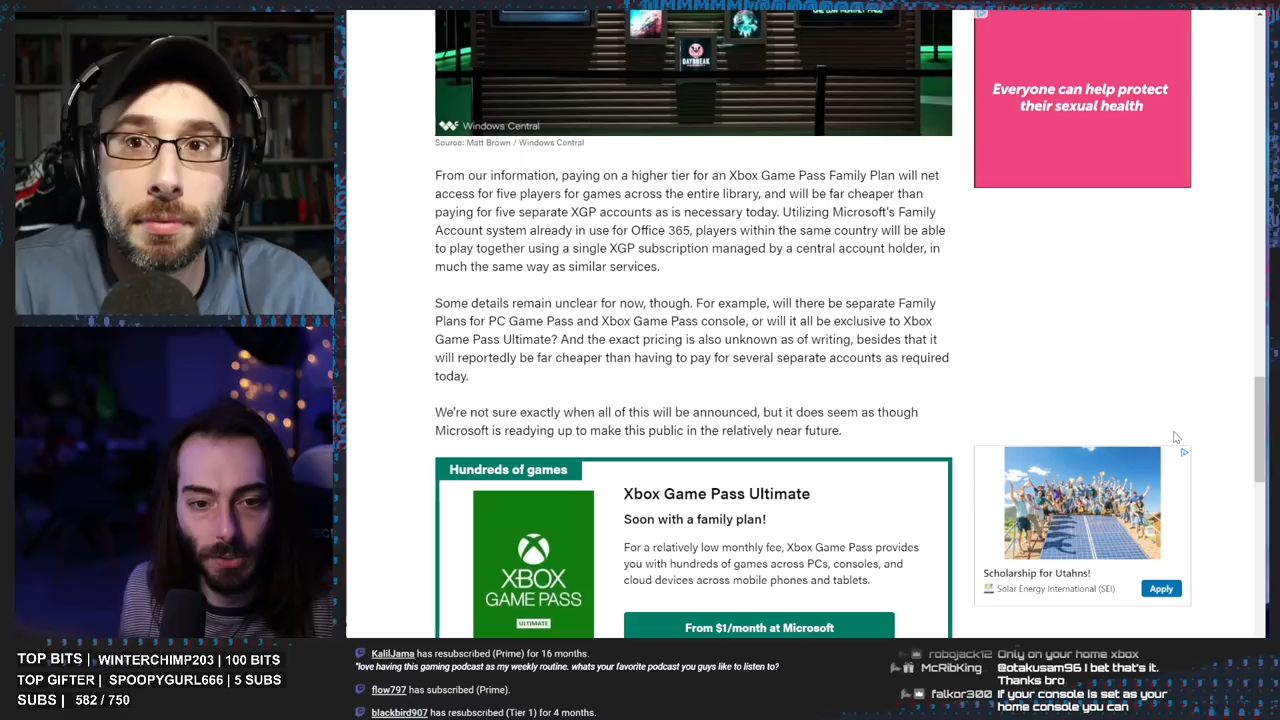 DAYBREAK
Windows Central
Source: Matt Brown / Windows Central
From our information, paying on a higher tier for an Xbox Game Pass Family Plan will net
access for five players for games across the entire library, and will be far cheaper than
paying for five separate XGP accounts as is necessary today. Utilizing Microsoft's Family
Account system already in use for Office 365, players within the same country will be able
to play together using a single XGP subscription managed by a central account holder, in
much the same way as similar services.
Some details remain unclear for now, though. For example, will there be separate Family
Plans for PC Game Pass and Xbox Game Pass console, or will it all be exclusive to Xbox
Game Pass Ultimate? And the exact pricing is also unknown as of writing, besides that it
will reportedly be far cheaper than having to pay for several separate accounts as required
today.
We're not sure exactly when all of this will be announced, but it does seem as though
Microsoft is readying up to make this public in the relatively near future.
Hundreds of games
XBOX
GAME PASS
ULTIMATE
Xbox Game Pass Ultimate
Soon with a family plan!
For a relatively low monthly fee, Xbox Game Pass provides
you with hundreds of games across PCs, consoles, and
cloud devices across mobile phones and tablets.
From $1/month at Microsoft
Everyone can help protect
their sexual health
Scholarship for Utahns!
Solar Energy International (SEI)
Apply
TOP BITS | WINTERCHIMP203 | 100 BITS
TOP GIFTER | SPOOPYGURL666 | 5 SUBS
SUBS | 582 / 750
KalilJama has resubscribed (Prime) for 16 months.
"love having this gaming podcast as my weekly routine. whats your favorite podcast you guys like to listen to?
flow797 has subscribed (Prime).
blackbird907 has resubscribed (Tier 1) for 4 months.
robojack12 Only on your home xbox
McRibKing @otakusam96 I bet that's it.
Thanks bro
falkor300 If your console is set as your
home console you can